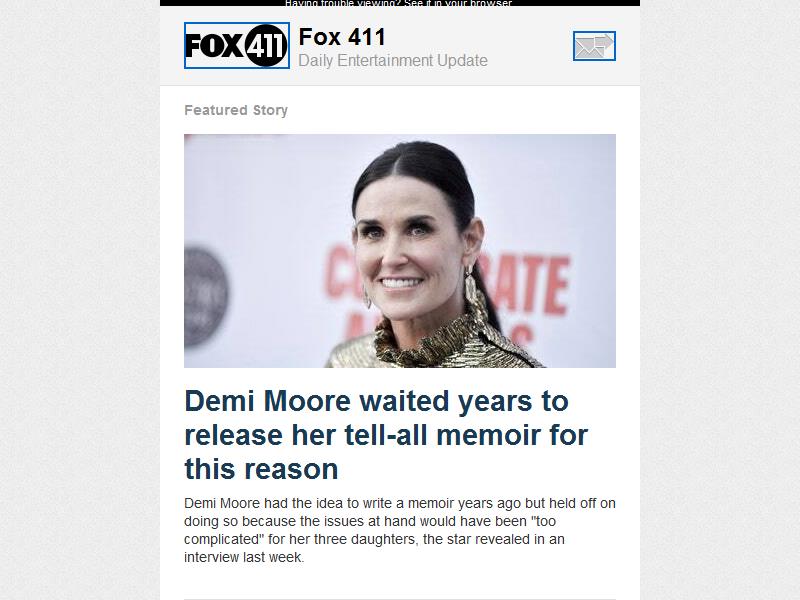 Having trouble viewing? See it in your browser
FOX 411
Fox 411
Daily Entertainment Update
Featured Story
Demi Moore waited years to
release her tell-all memoir for
this reason
Demi Moore had the idea to write a memoir years ago but held off on
doing so because the issues at hand would have been "too
complicated" for her three daughters, the star revealed in an
interview last week.